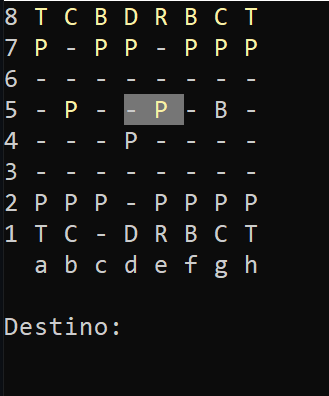 8 T C B D R B C T
7 P - P P - P P P
6 - - - - - - - -
5 - P - - P - B -
4 - - - P - - - -
3 - - - - - - - -
2 P P P - P P P P
1 T C - D R B C T
a b c d e f g h
Destino: